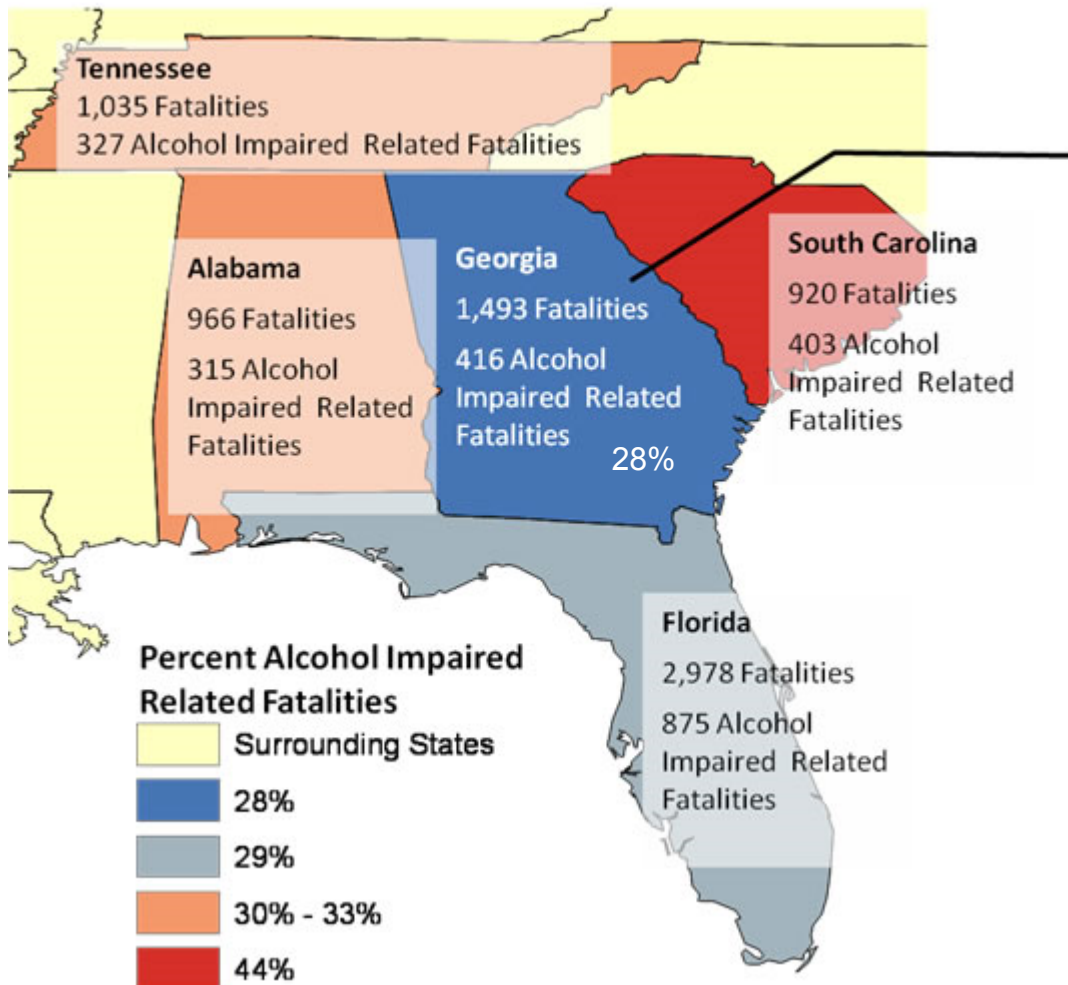 Tennessee
1,035 Fatalities
327 Alcohol Impaired Related Fatalities
Alabama
966 Fatalities
315 Alcohol
Impaired Related
Fatalities
Georgia
1,493 Fatalities
416 Alcohol
Impaired Related
Fatalities
28%
South Carolina
920 Fatalities
403 Alcohol
Impaired Related
Fatalities
Florida
2,978 Fatalities
875 Alcohol
Impaired Related
Fatalities
Percent Alcohol Impaired
Related Fatalities
Surrounding States
28%
29%
30% - 33%
44%